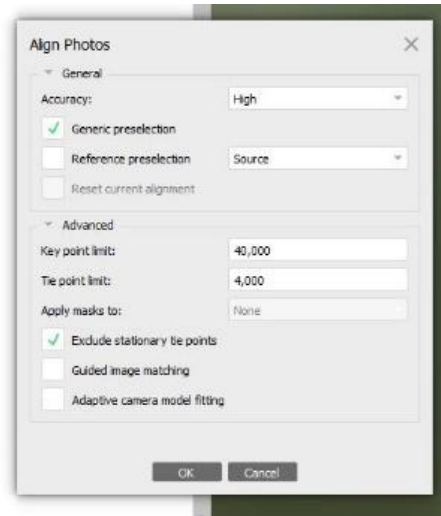 Align Photos
General
Accuracy: High
Generic preselection
Reference preselection Source
Reset current alignment
Advanced
Key point limit: 40,000
Tie point limit: 4,000
Apply masks to: None
Exclude stationary tie points
Guided image matching
Adaptive camera model fitting
OK Cancel